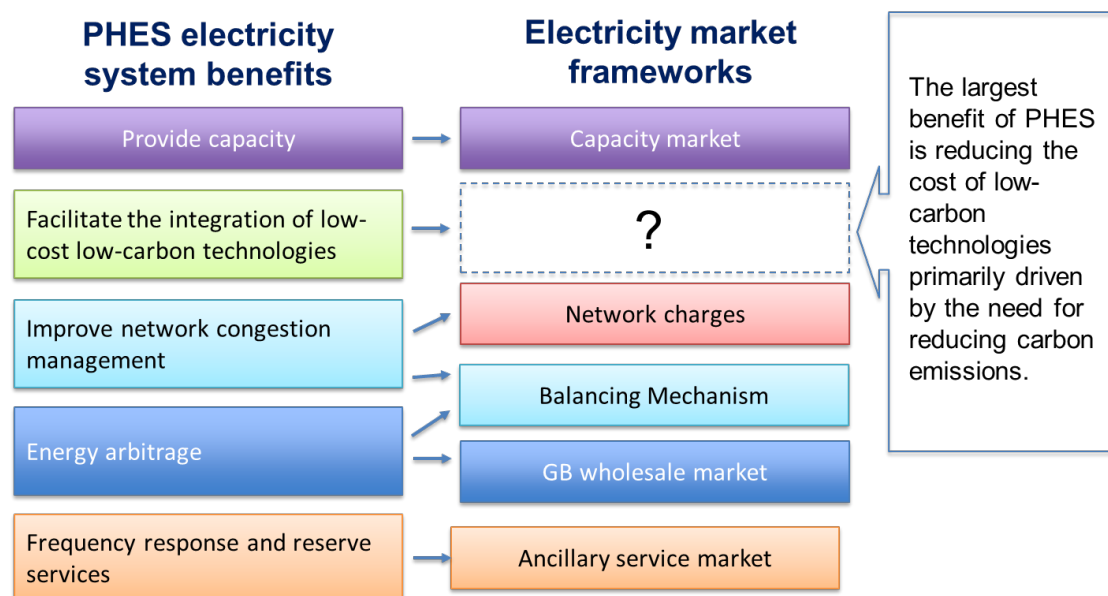 PHES electricity
system benefits
Electricity market
frameworks
Provide capacity
Capacity market
Facilitate the integration of low-
cost low-carbon technologies
?
Improve network congestion
management
Network charges
Balancing Mechanism
Energy arbitrage
GB wholesale market
Frequency response and reserve
services
Ancillary service market
The largest
benefit of PHES
is reducing the
cost of low-
carbon
technologies
primarily driven
by the need for
reducing carbon
emissions.